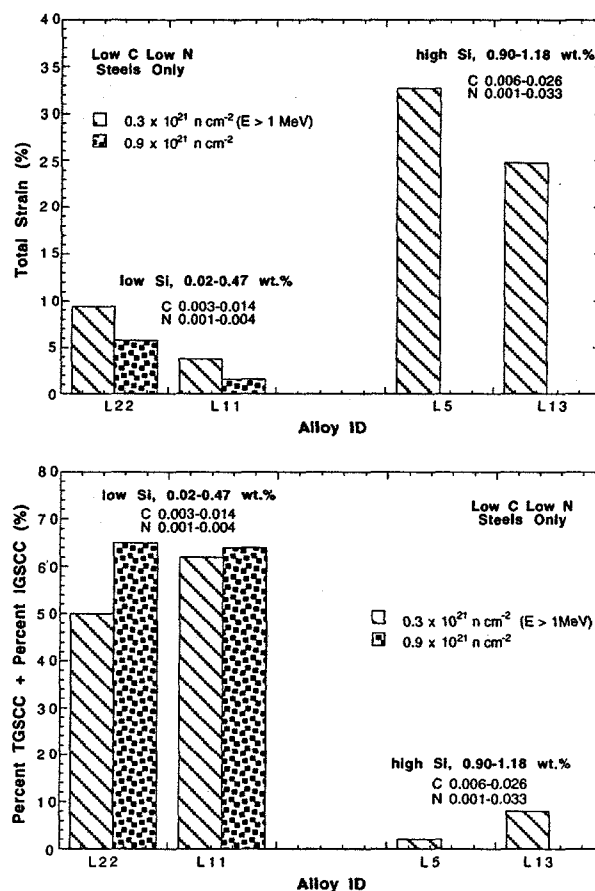 Total Strain (%)
40
35
30
25
20
15
10
5
0
Low C Low N
Steels Only
0.3 x 10²¹ n cm⁻² (E > 1 MeV)
0.9 x 10²¹ n cm⁻²
high Si, 0.90-1.18 wt.%
C 0.006-0.026
N 0.001-0.033
low Si, 0.02-0.47 wt.%
C 0.003-0.014
N 0.001-0.004
L22
L11
L5
L13
Alloy ID
Percent TGSCC + Percent IGSCC (%)
80
70
60
50
40
30
20
10
0
low Si, 0.02-0.47 wt.%
C 0.003-0.014
N 0.001-0.004
Low C Low N
Steels Only
0.3 x 10²¹ n cm⁻² (E > 1MeV)
0.9 x 10²¹ n cm⁻²
high Si, 0.90-1.18 wt.%
C 0.006-0.026
N 0.001-0.033
L22
L11
L5
L13
Alloy ID